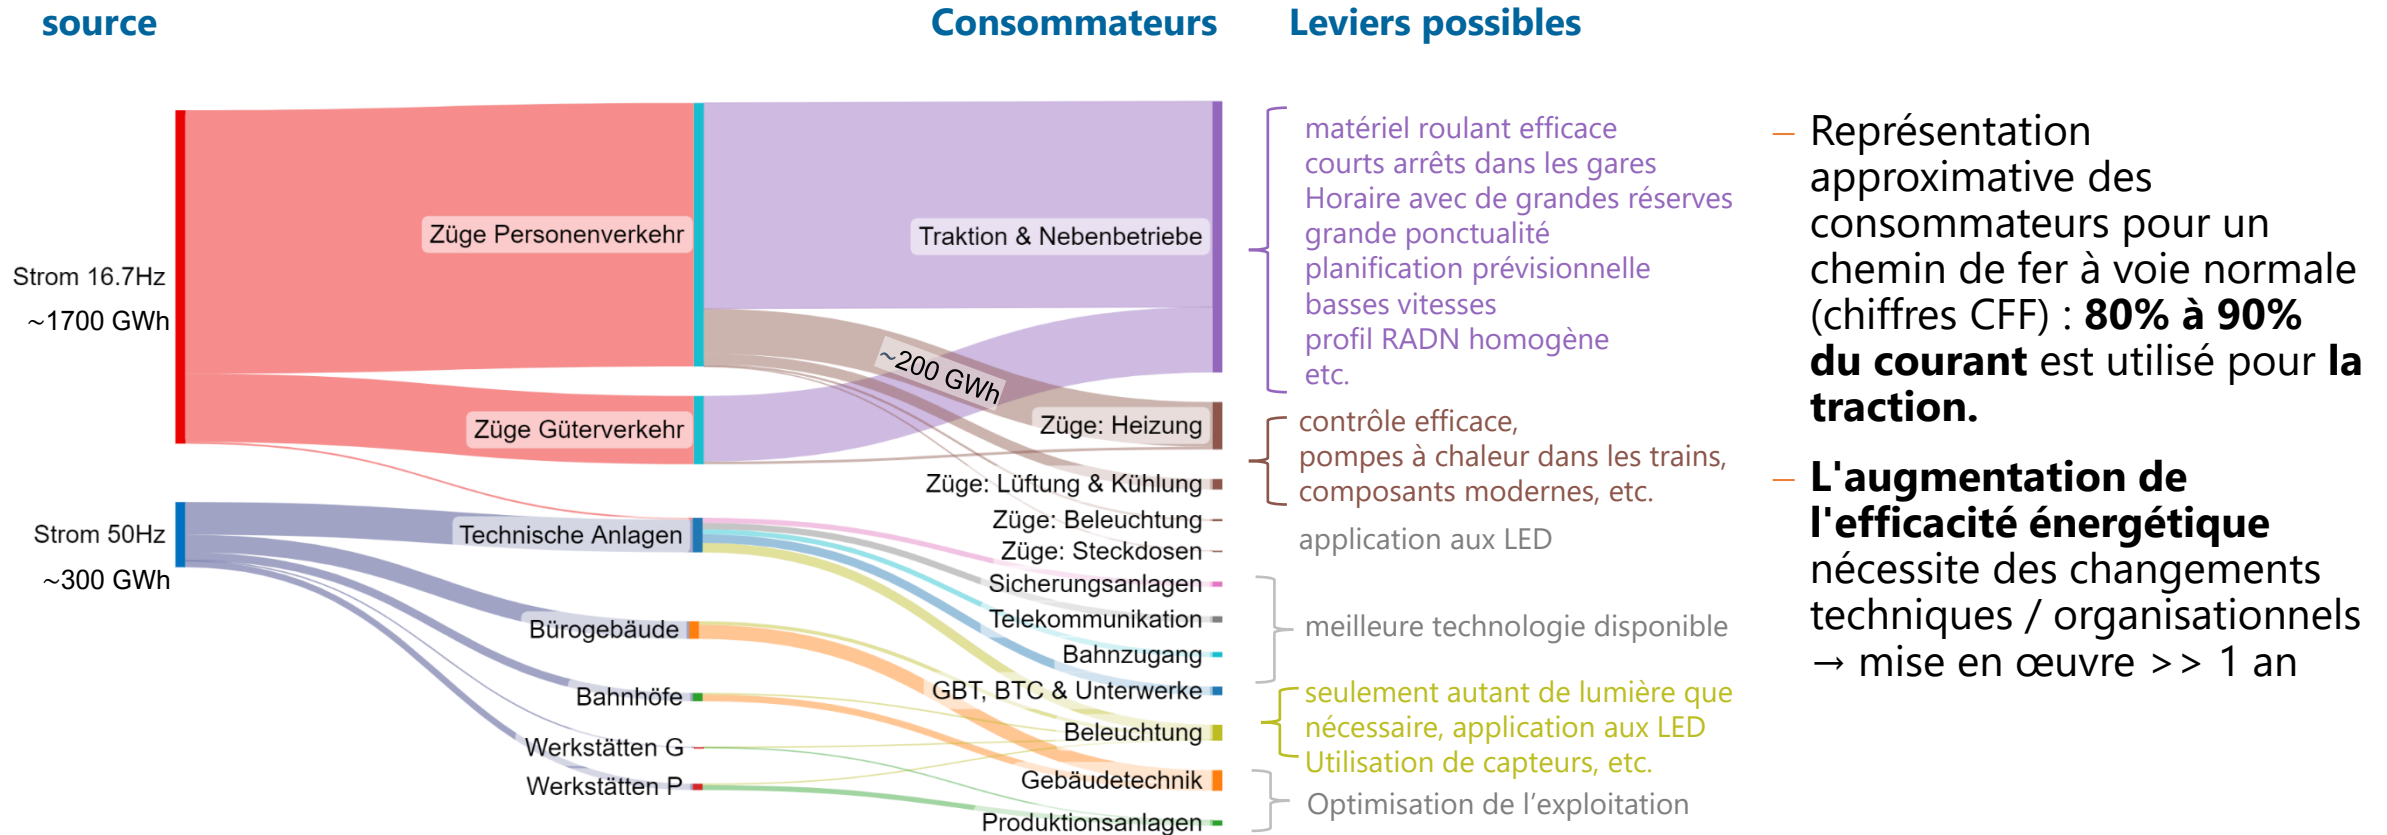 source
Consommateurs
Leviers possibles
Strom 16.7Hz
~1700 GWh
Strom 50Hz
~300 GWh
Züge Personenverkehr
Züge Güterverkehr
Technische Anlagen
Bürogebäude
Bahnhöfe
Werkstätten G
Werkstätten P
~200 GWh
Traktion & Nebenbetriebe
Züge: Heizung
Züge: Lüftung & Kühlung
Züge: Beleuchtung
Züge: Steckdosen
Sicherungsanlagen
Telekommunikation
Bahnzugang
GBT, BTC & Unterwerke
Beleuchtung
Gebäudetechnik
Produktionsanlagen
matériel roulant efficace
courts arrêts dans les gares
Horaire avec de grandes réserves
grande ponctualité
planification prévisionnelle
basses vitesses
profil RADN homogène
etc.
contrôle efficace,
pompes à chaleur dans les trains,
composants modernes, etc.
application aux LED
meilleure technologie disponible
seulement autant de lumière que
nécessaire, application aux LED
Utilisation de capteurs, etc.
Optimisation de l’exploitation
– Représentation
approximative des
consommateurs pour un
chemin de fer à voie normale
(chiffres CFF) : 80% à 90%
du courant est utilisé pour la
traction.
– L'augmentation de
l'efficacité énergétique
nécessite des changements
techniques / organisationnels
→ mise en œuvre >> 1 an